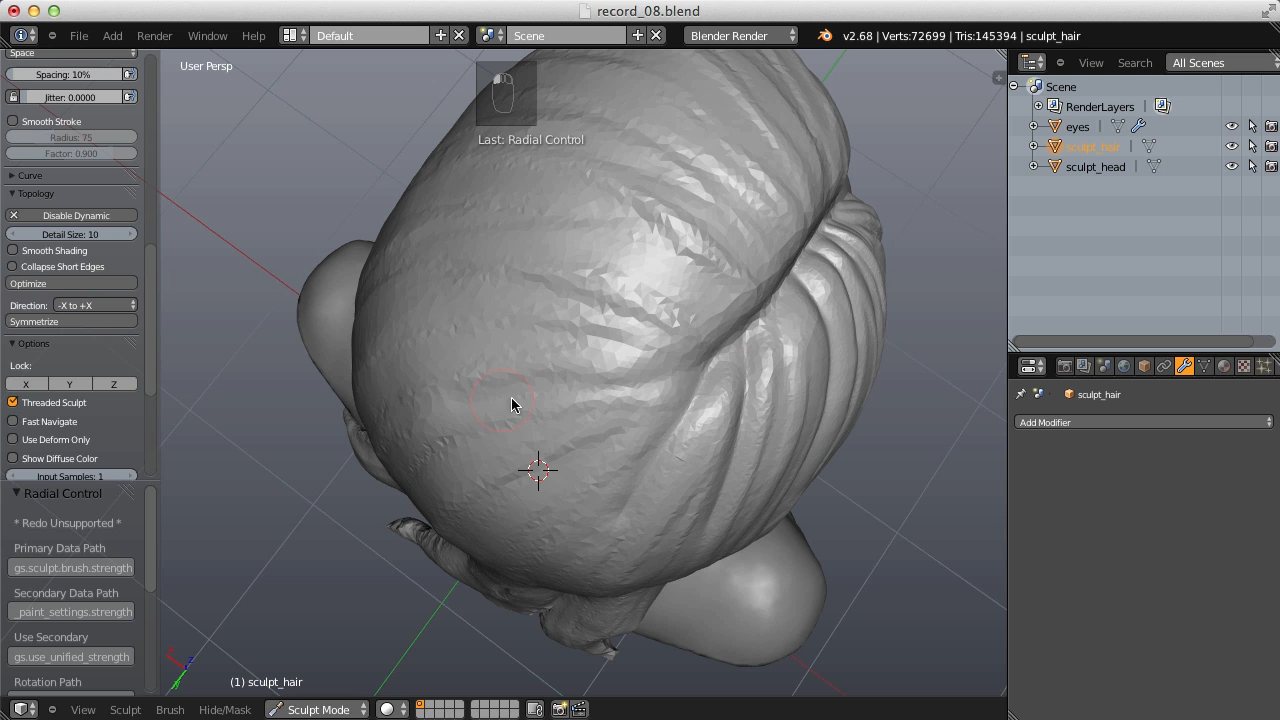 record_08.blend
File Add Render Window Help Default Scene Blender Render v2.68 | Verts:72699 | Tris:145394 | sculpt_hair
Space
Spacing: 10%
Jitter: 0.0000
Smooth Stroke
Radius: 75
Factor: 0.900
Curve
Topology
Disable Dynamic
Detail Size: 10
Smooth Shading
Collapse Short Edges
Optimize
Direction: -X to +X
Symmetrize
Options
Lock:
X Y Z
Threaded Sculpt
Fast Navigate
Use Deform Only
Show Diffuse Color
Input Samples: 1
Radial Control
* Redo Unsupported *
Primary Data Path
gs.sculpt.brush.strength
Secondary Data Path
_paint_settings.strength
Use Secondary
gs.use_unified_strength
Rotation Path
User Persp
Last: Radial Control
(1) sculpt_hair
View Sculpt Brush Hide/Mask Sculpt Mode
View Search All Scenes
Scene
RenderLayers
eyes
sculpt_hair
sculpt_head
sculpt_hair
Add Modifier